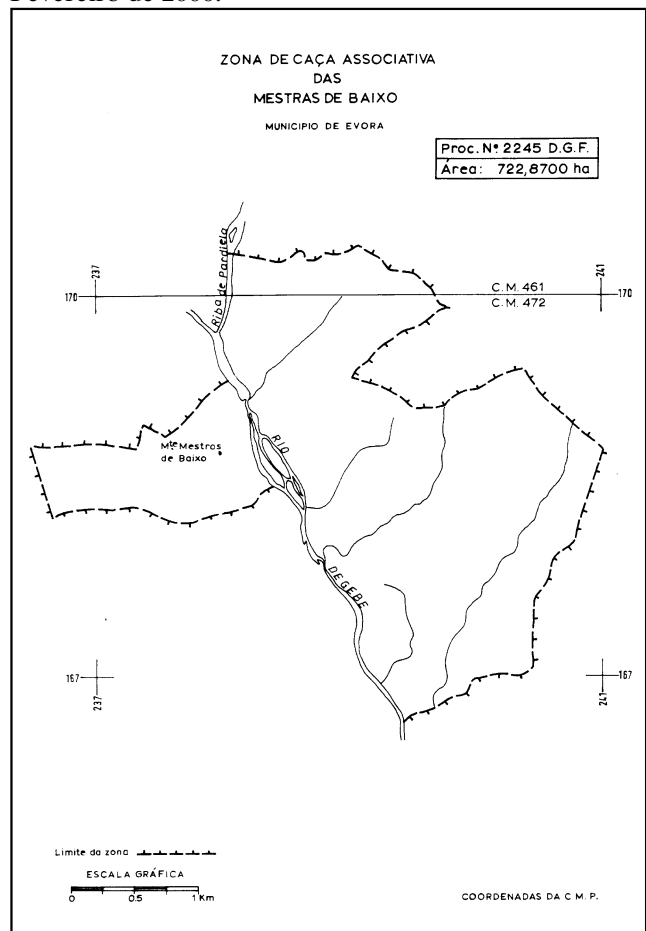 Fevereiro de
ZONA DE CAÇA ASSOCIATIVA
DAS
MESTRAS DE BAIXO
MUNICIPIO DE EVORA
Proc. Nº 2245 D.G.F.
Área: 722,8700 ha
Riba de Pardiela
237
241
170
C.M. 461
170
C.M. 472
Mte Mestros
de Baixo
RIO
DEGEBE
167
167
237
241
Limite da zona
ESCALA GRÁFICA
0 0.5 1 Km
COORDENADAS DA C M. P.